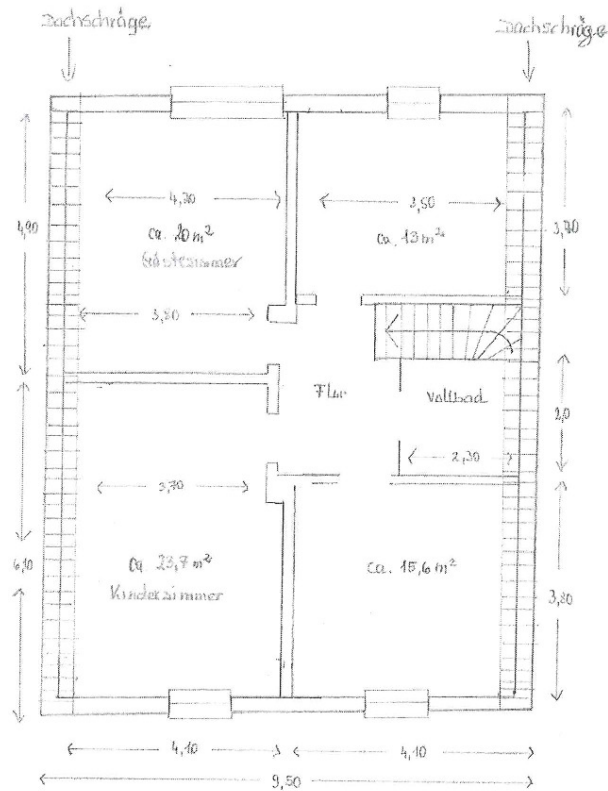 Dachschräge
Dachschräge
4,90
4,20
ca. 20 m²
3,80
3,50
ca. 13 m²
3,70
Flur
Vollbad
2,0
2,30
3,70
ca. 23,7 m²
Kinderzimmer
6,10
ca. 15,6 m²
3,80
4,10
4,10
9,50